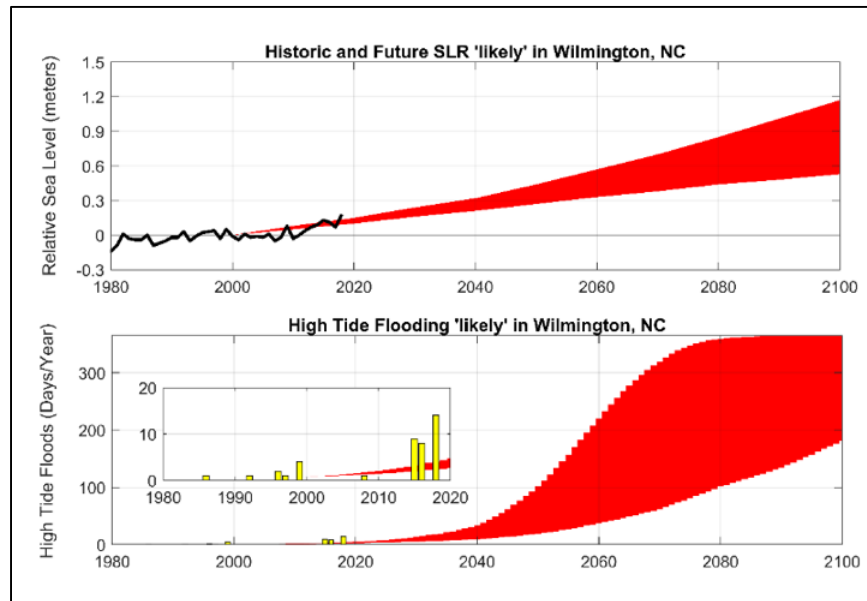 Historic and Future SLR 'likely' in Wilmington, NC
Relative Sea Level (meters)
1.5
1.2
0.9
0.6
0.3
0
-0.3
1980 2000 2020 2040 2060 2080 2100
High Tide Flooding 'likely' in Wilmington, NC
High Tide Floods (Days/Year)
300
200
100
0
20
10
0
1980 1990 2000 2010 2020
1980 2000 2020 2040 2060 2080 2100